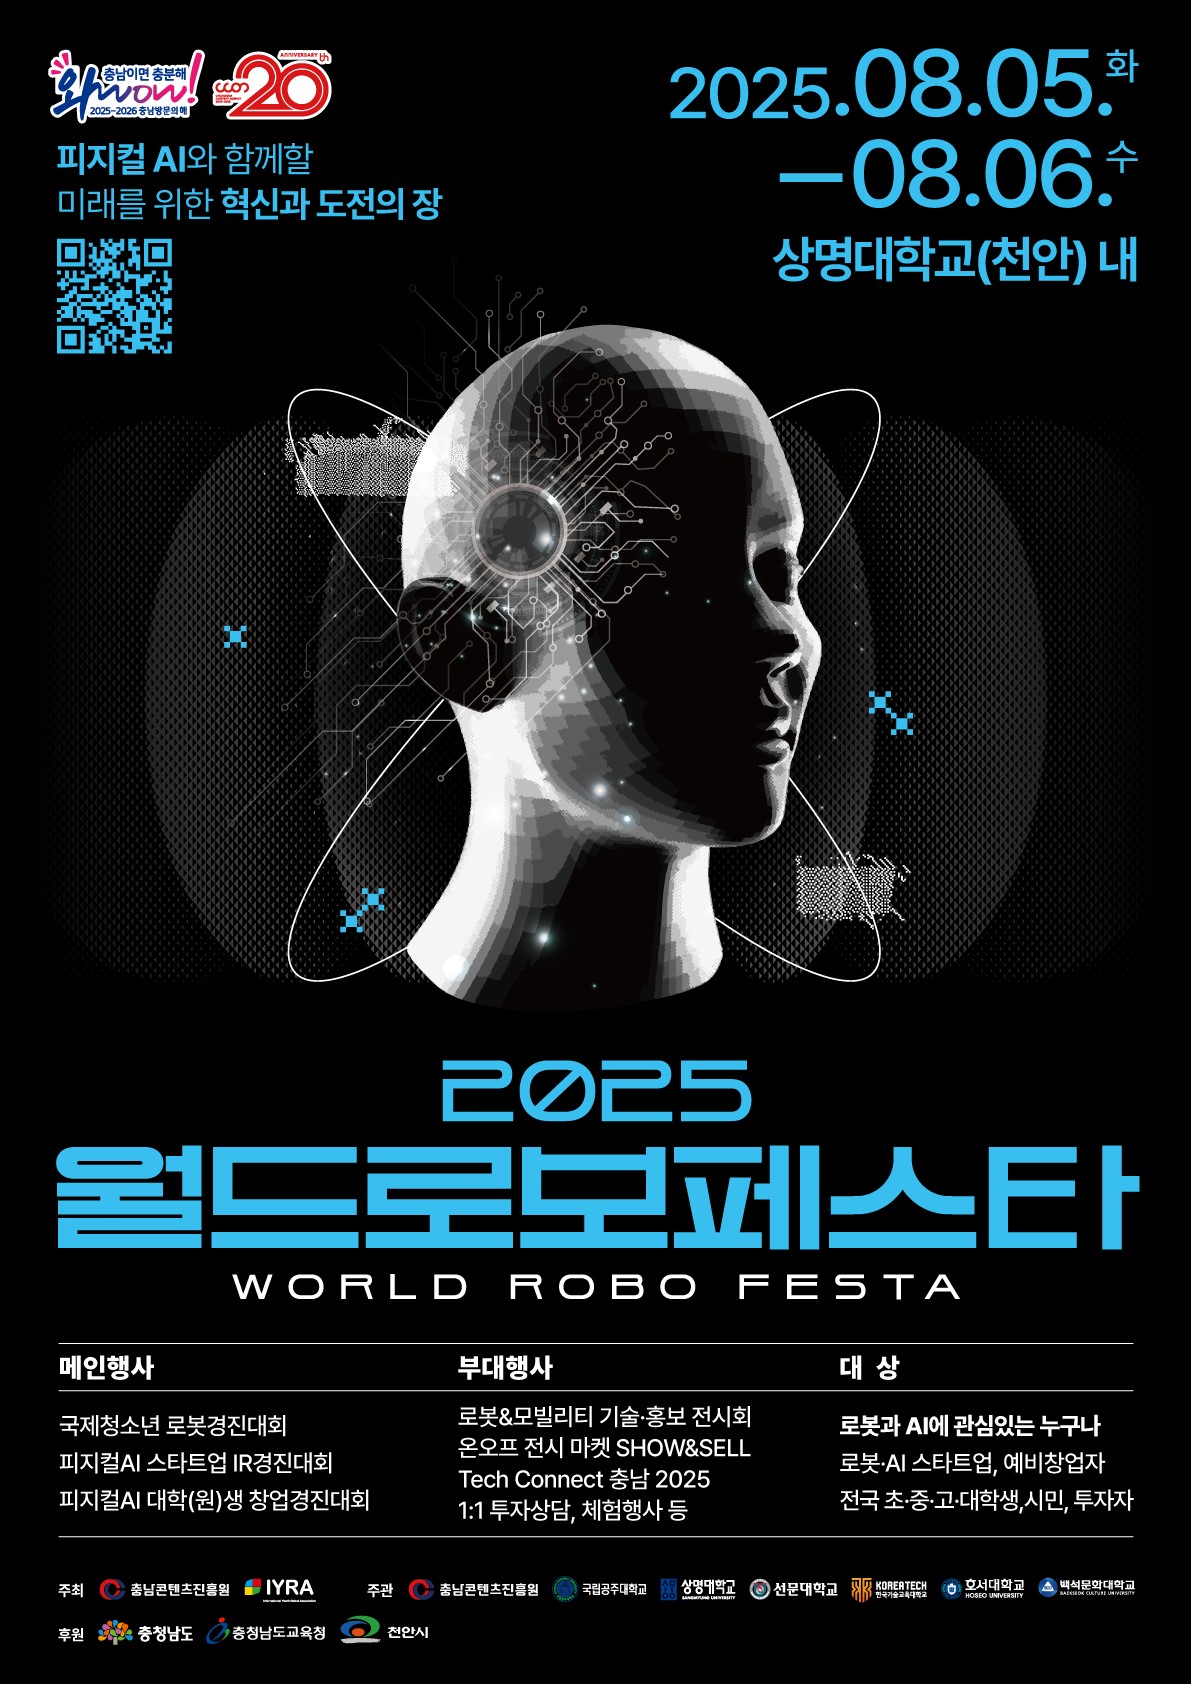 충남이면 충분해
와wow!
2025-2026 충남방문의해
ccon 20th
ANNIVERSARY
2025.08.05.화
-08.06.수
상명대학교(천안) 내
피지컬 AI와 함께할
미래를 위한 혁신과 도전의 장
2025
월드로보페스타
WORLD ROBO FESTA
메인행사
국제청소년 로봇경진대회
피지컬AI 스타트업 IR경진대회
피지컬AI 대학(원)생 창업경진대회
부대행사
로봇&모빌리티 기술·홍보 전시회
온오프 전시 마켓 SHOW&SELL
Tech Connect 충남 2025
1:1 투자상담, 체험행사 등
대 상
로봇과 AI에 관심있는 누구나
로봇·AI 스타트업, 예비창업자
전국 초·중·고·대학생,시민, 투자자
주최 충남콘텐츠진흥원 IYRA
주관 충남콘텐츠진흥원 국립공주대학교 상명대학교 SANGMYUNG UNIVERSITY 선문대학교 KOREATECH 한국기술교육대학교 호서대학교 HOSEO UNIVERSITY 백석문화대학교 BAEKSEOK CULTURE UNIVERSITY
후원 충청남도 충청남도교육청 천안시